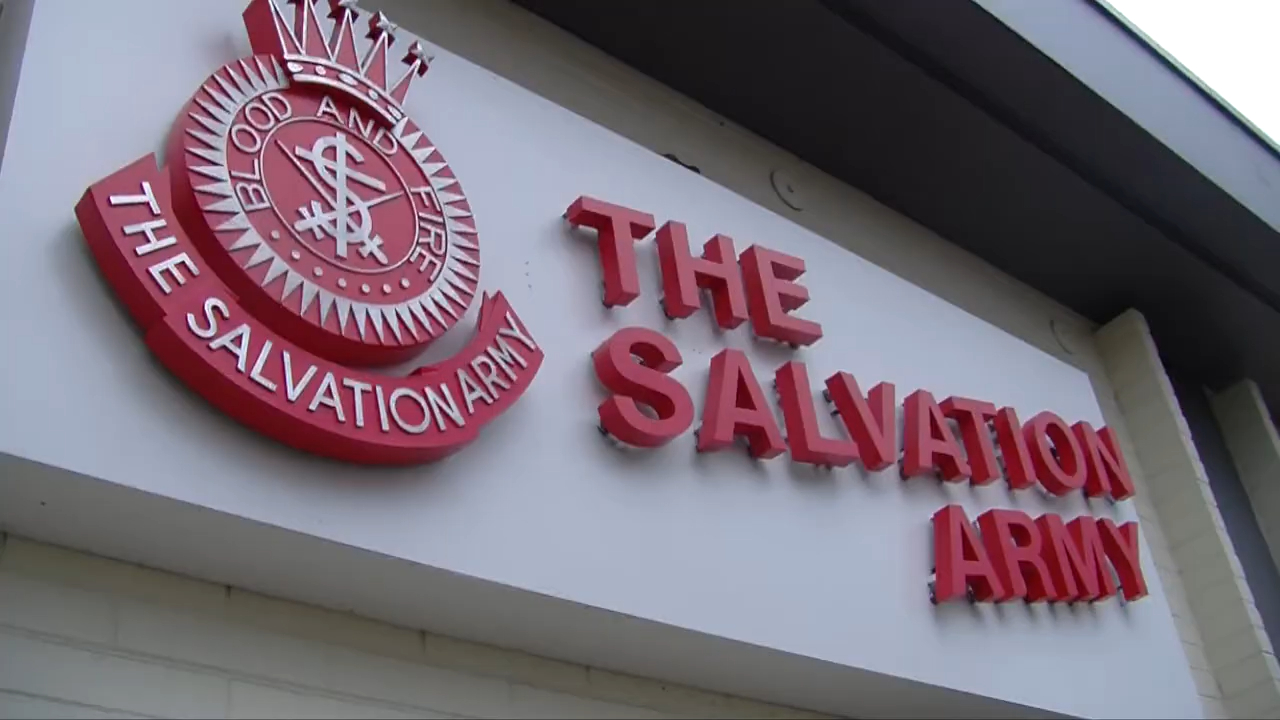 BLOOD AND FIRE
S
THE SALVATION ARMY
THE
SALVATION
ARMY